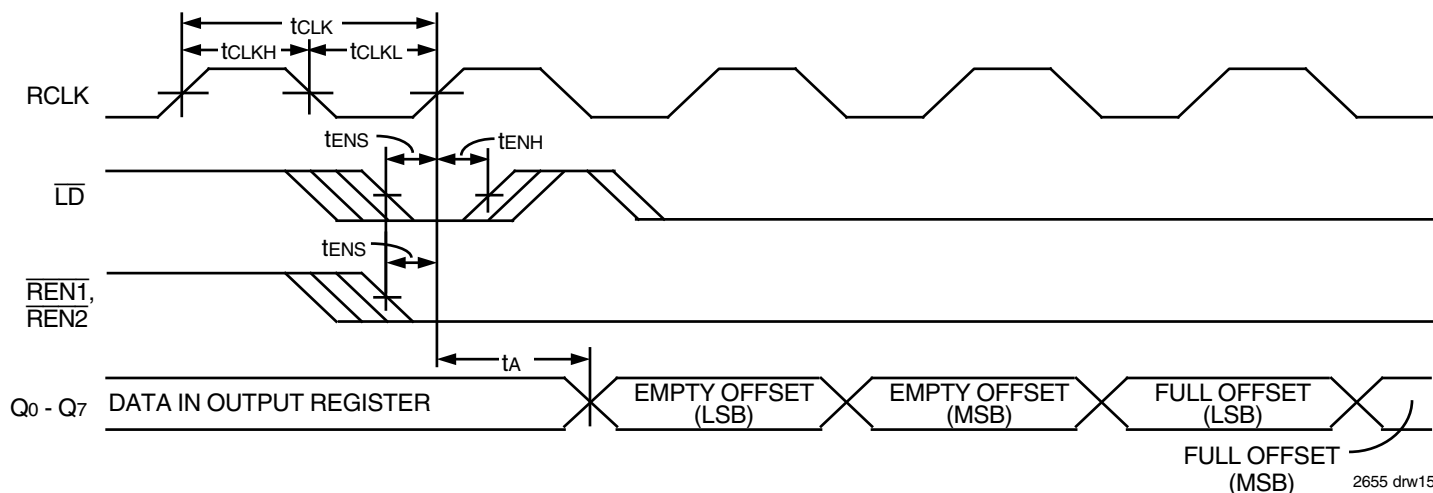 tCLK
tCLKH
tCLKL
RCLK
tENS
tENH
LD
tENS
REN1,
REN2
tA
Q0 - Q7
DATA IN OUTPUT REGISTER
EMPTY OFFSET
(LSB)
EMPTY OFFSET
(MSB)
FULL OFFSET
(LSB)
FULL OFFSET
(MSB)
2655 drw15